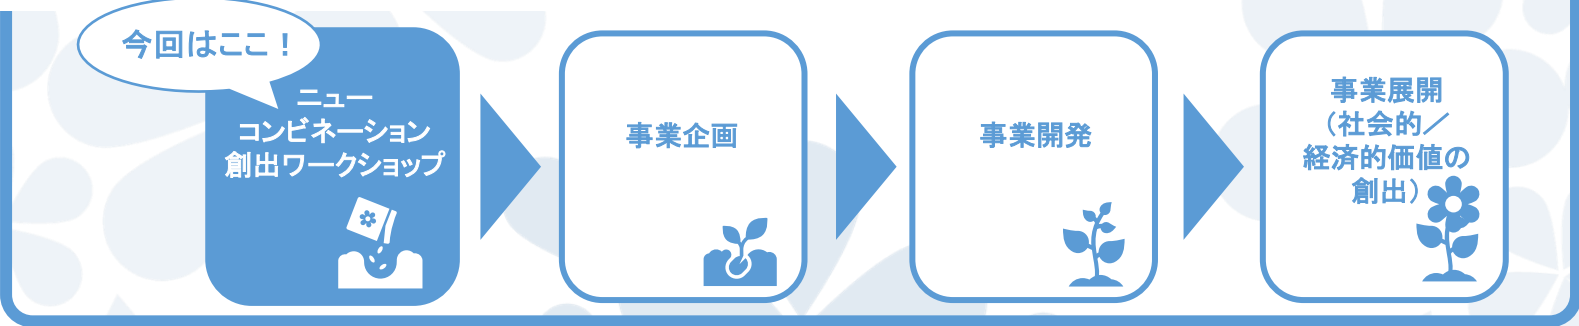 今回はここ！
ニュー
コンビネーション
創出ワークショップ
事業企画
事業開発
事業展開
（社会的／
経済的価値の
創出）